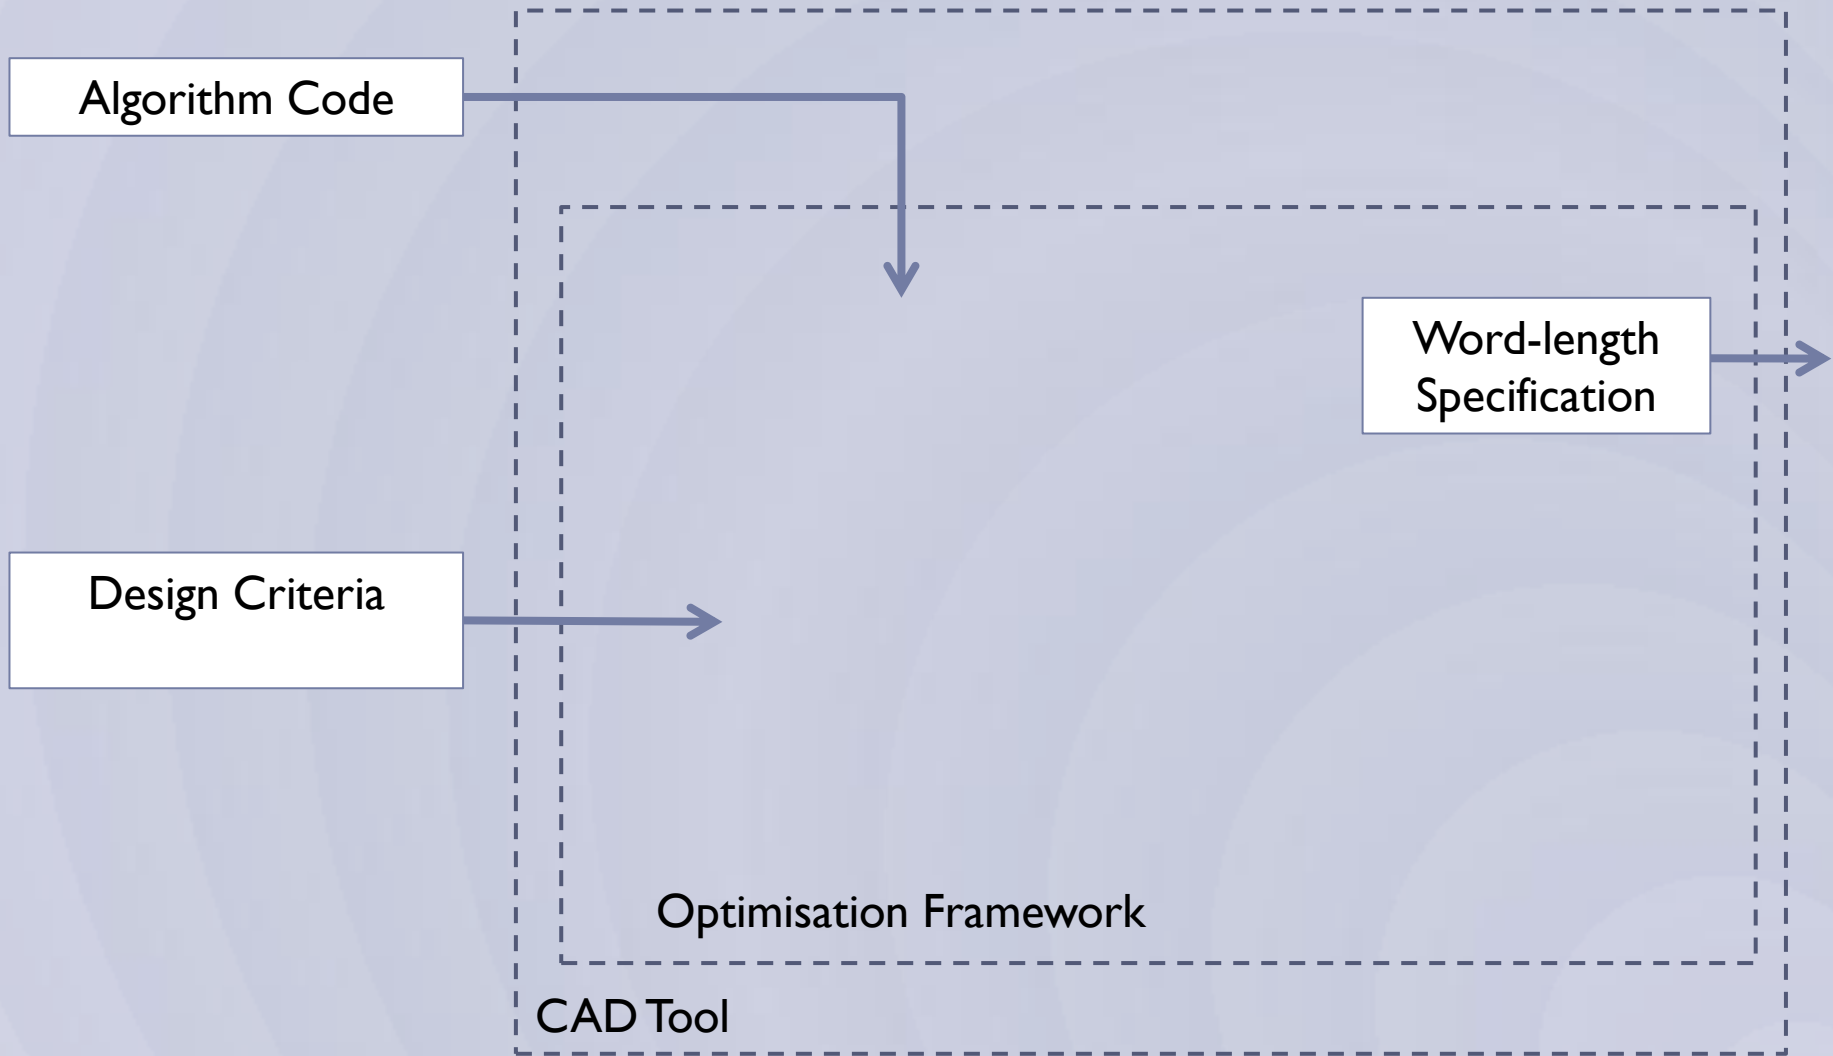 Algorithm Code
Word-length
Specification
Design Criteria
Optimisation Framework
CAD Tool